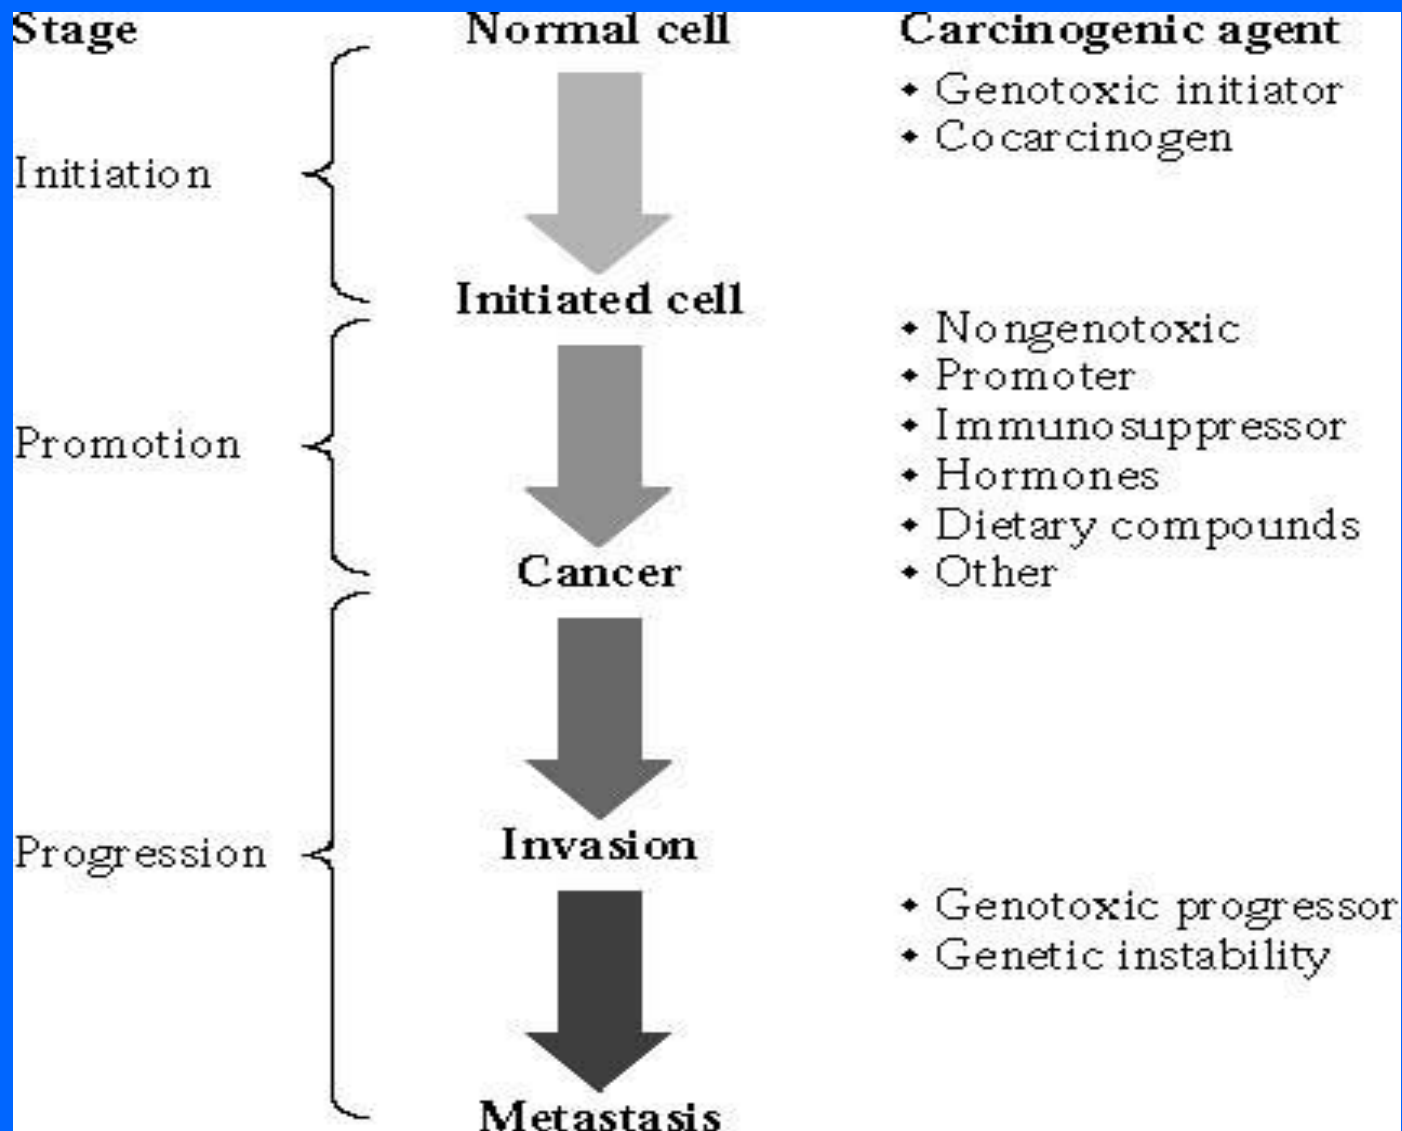 Stage Normal cell Carcinogenic agent
• Genotoxic initiator
• Cocarcinogen
Initiation
Initiated cell
• Nongenotoxic
• Promoter
• Immunosuppressor
Promotion
• Hormones
• Dietary compounds
Cancer
• Other
Invasion
Progression
• Genotoxic progressor
• Genetic instability
Metastasis